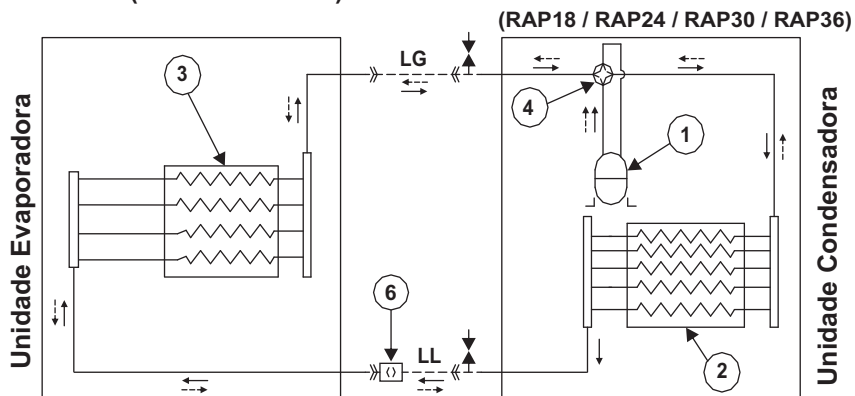 (RAP18 / RAP24 / RAP30 / RAP36)
LG
3
4
1
Unidade Evaporadora
Unidade Condensadora
6
LL
2